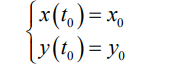 x(t₀) = x₀
y(t₀) = y₀